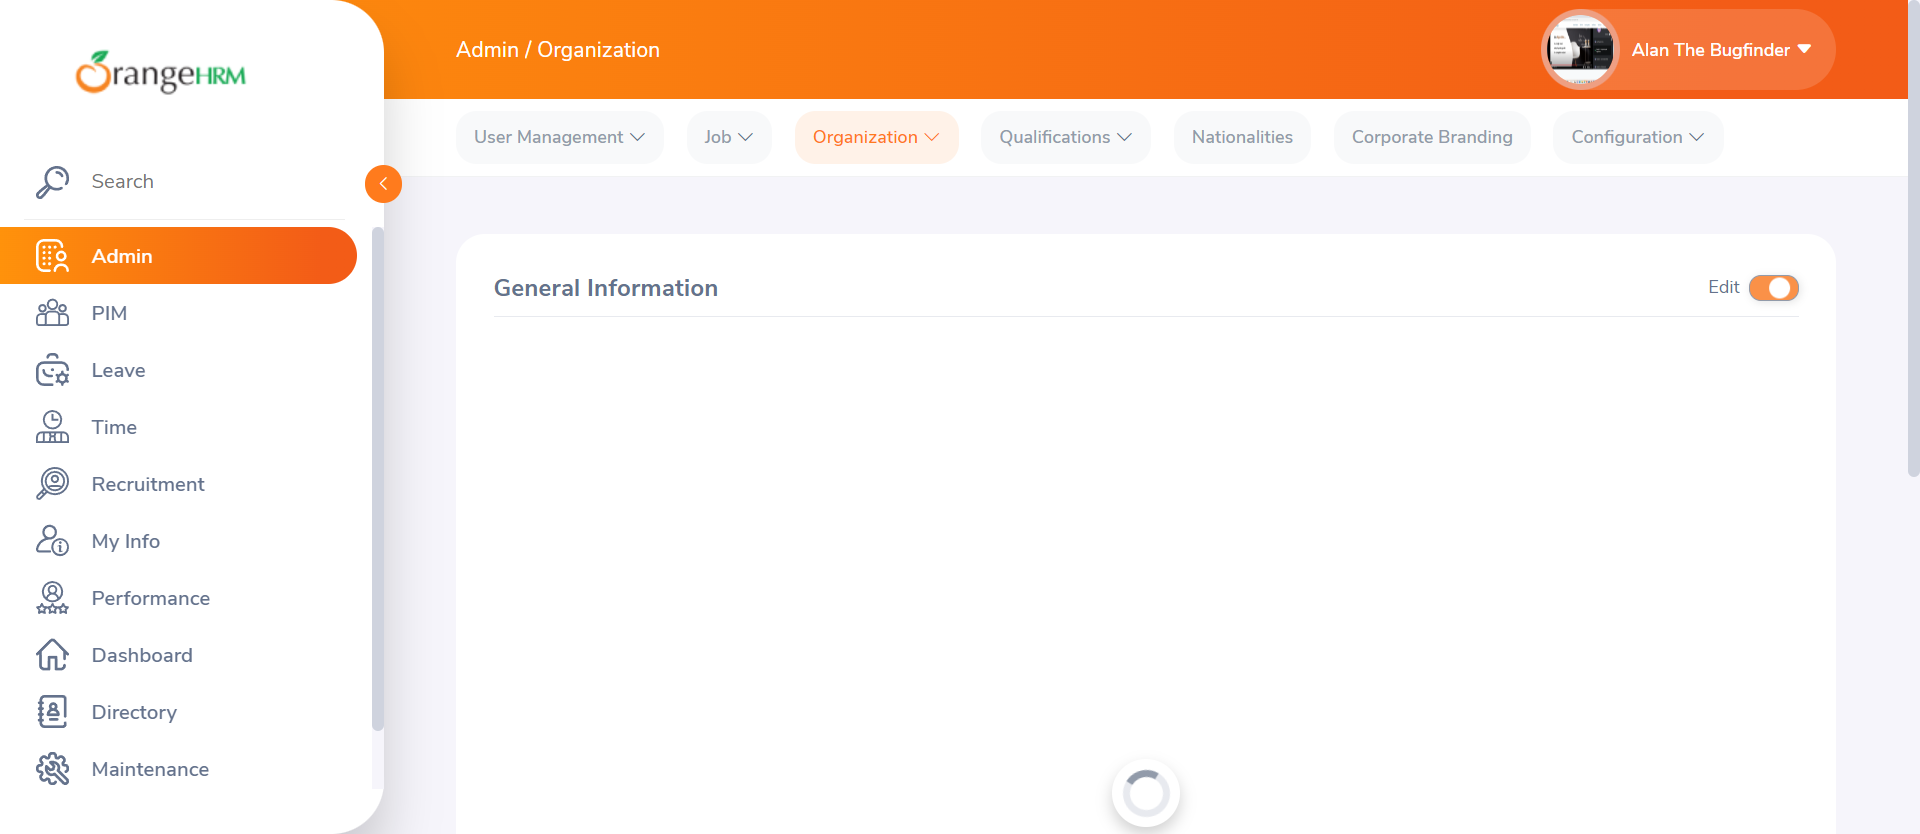 OrangeHRM
Search
Admin
PIM
Leave
Time
Recruitment
My Info
Performance
Dashboard
Directory
Maintenance
Admin / Organization
Alan The Bugfinder
User Management
Job
Organization
Qualifications
Nationalities
Corporate Branding
Configuration
General Information
Edit